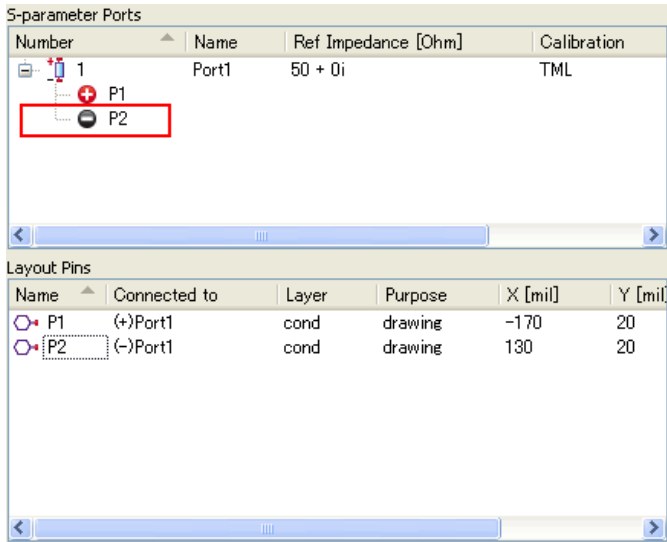 S-parameter Ports
Number Name Ref Impedance [Ohm] Calibration
1 Port1 50 + 0i TML
P1
P2
Layout Pins
Name Connected to Layer Purpose X [mil] Y [mil]
P1 (+)Port1 cond drawing -170 20
P2 (-)Port1 cond drawing 130 20